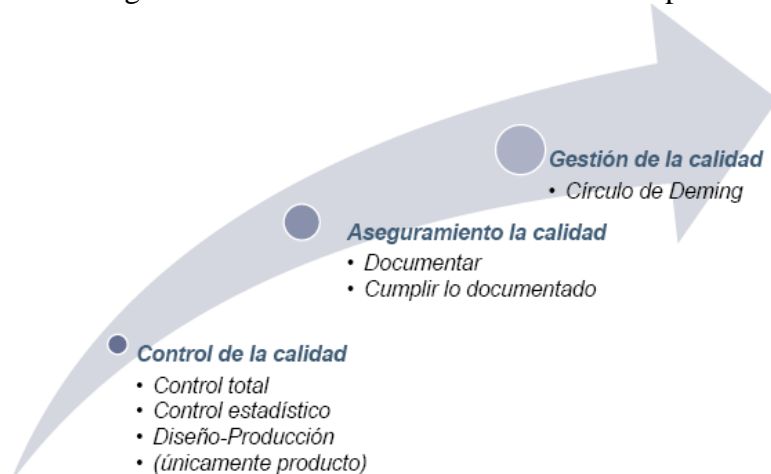 Gestión de la calidad
• Círculo de Deming
Aseguramiento la calidad
• Documentar
• Cumplir lo documentado
Control de la calidad
• Control total
• Control estadístico
• Diseño-Producción
• (únicamente producto)